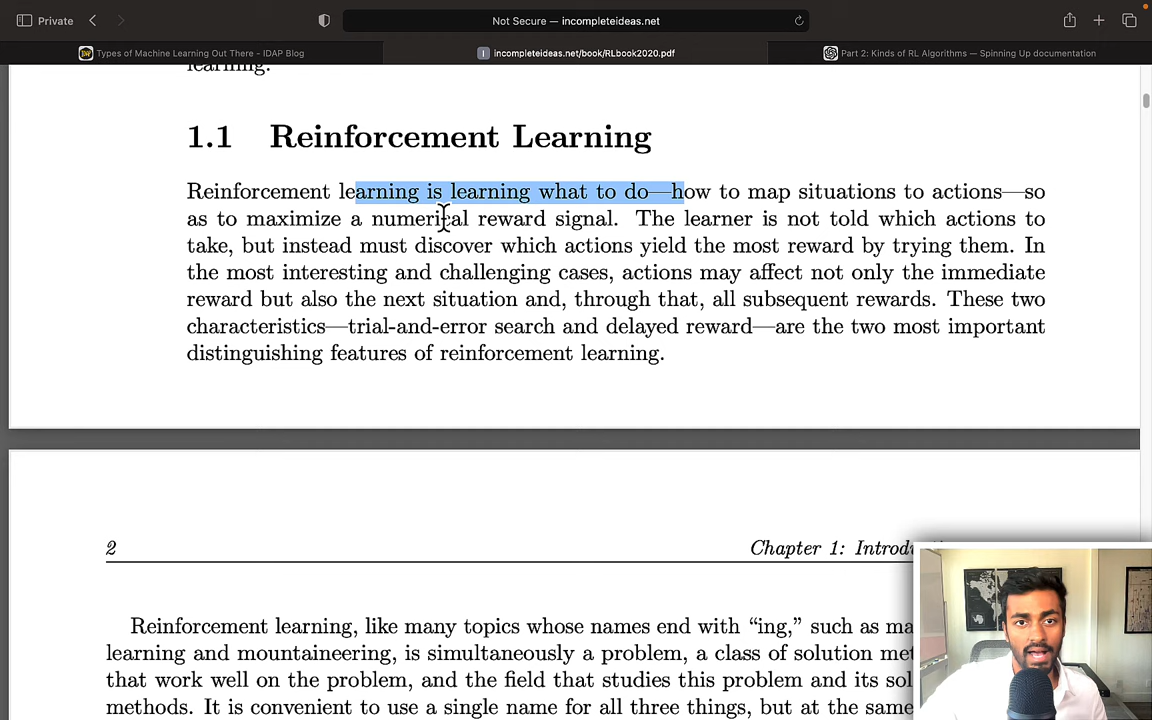 Private
Not Secure — incompleteideas.net
Types of Machine Learning Out There - IDAP Blog
incompleteideas.net/book/RLbook2020.pdf
Part 2: Kinds of RL Algorithms — Spinning Up documentation
learning.
1.1 Reinforcement Learning
Reinforcement learning is learning what to do—how to map situations to actions—so
as to maximize a numerical reward signal. The learner is not told which actions to
take, but instead must discover which actions yield the most reward by trying them. In
the most interesting and challenging cases, actions may affect not only the immediate
reward but also the next situation and, through that, all subsequent rewards. These two
characteristics—trial-and-error search and delayed reward—are the two most important
distinguishing features of reinforcement learning.
2
Chapter 1: Introd
Reinforcement learning, like many topics whose names end with “ing,” such as ma
learning and mountaineering, is simultaneously a problem, a class of solution met
that work well on the problem, and the field that studies this problem and its sol
methods. It is convenient to use a single name for all three things, but at the same